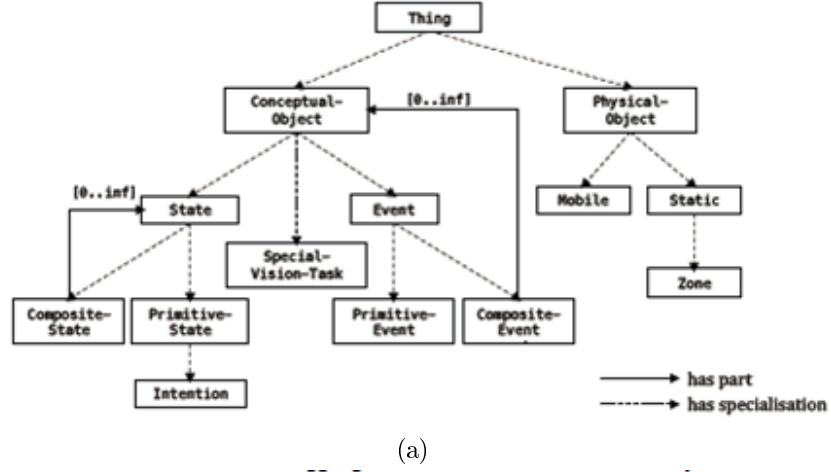 Thing
Conceptual-
Object
[0..inf]
Physical-
Object
[0..inf]
State
Event
Mobile
Static
Special-
Vision-Task
Zone
Composite-
State
Primitive-
State
Primitive-
Event
Composite-
Event
Intention
has part
has specialisation
(a)